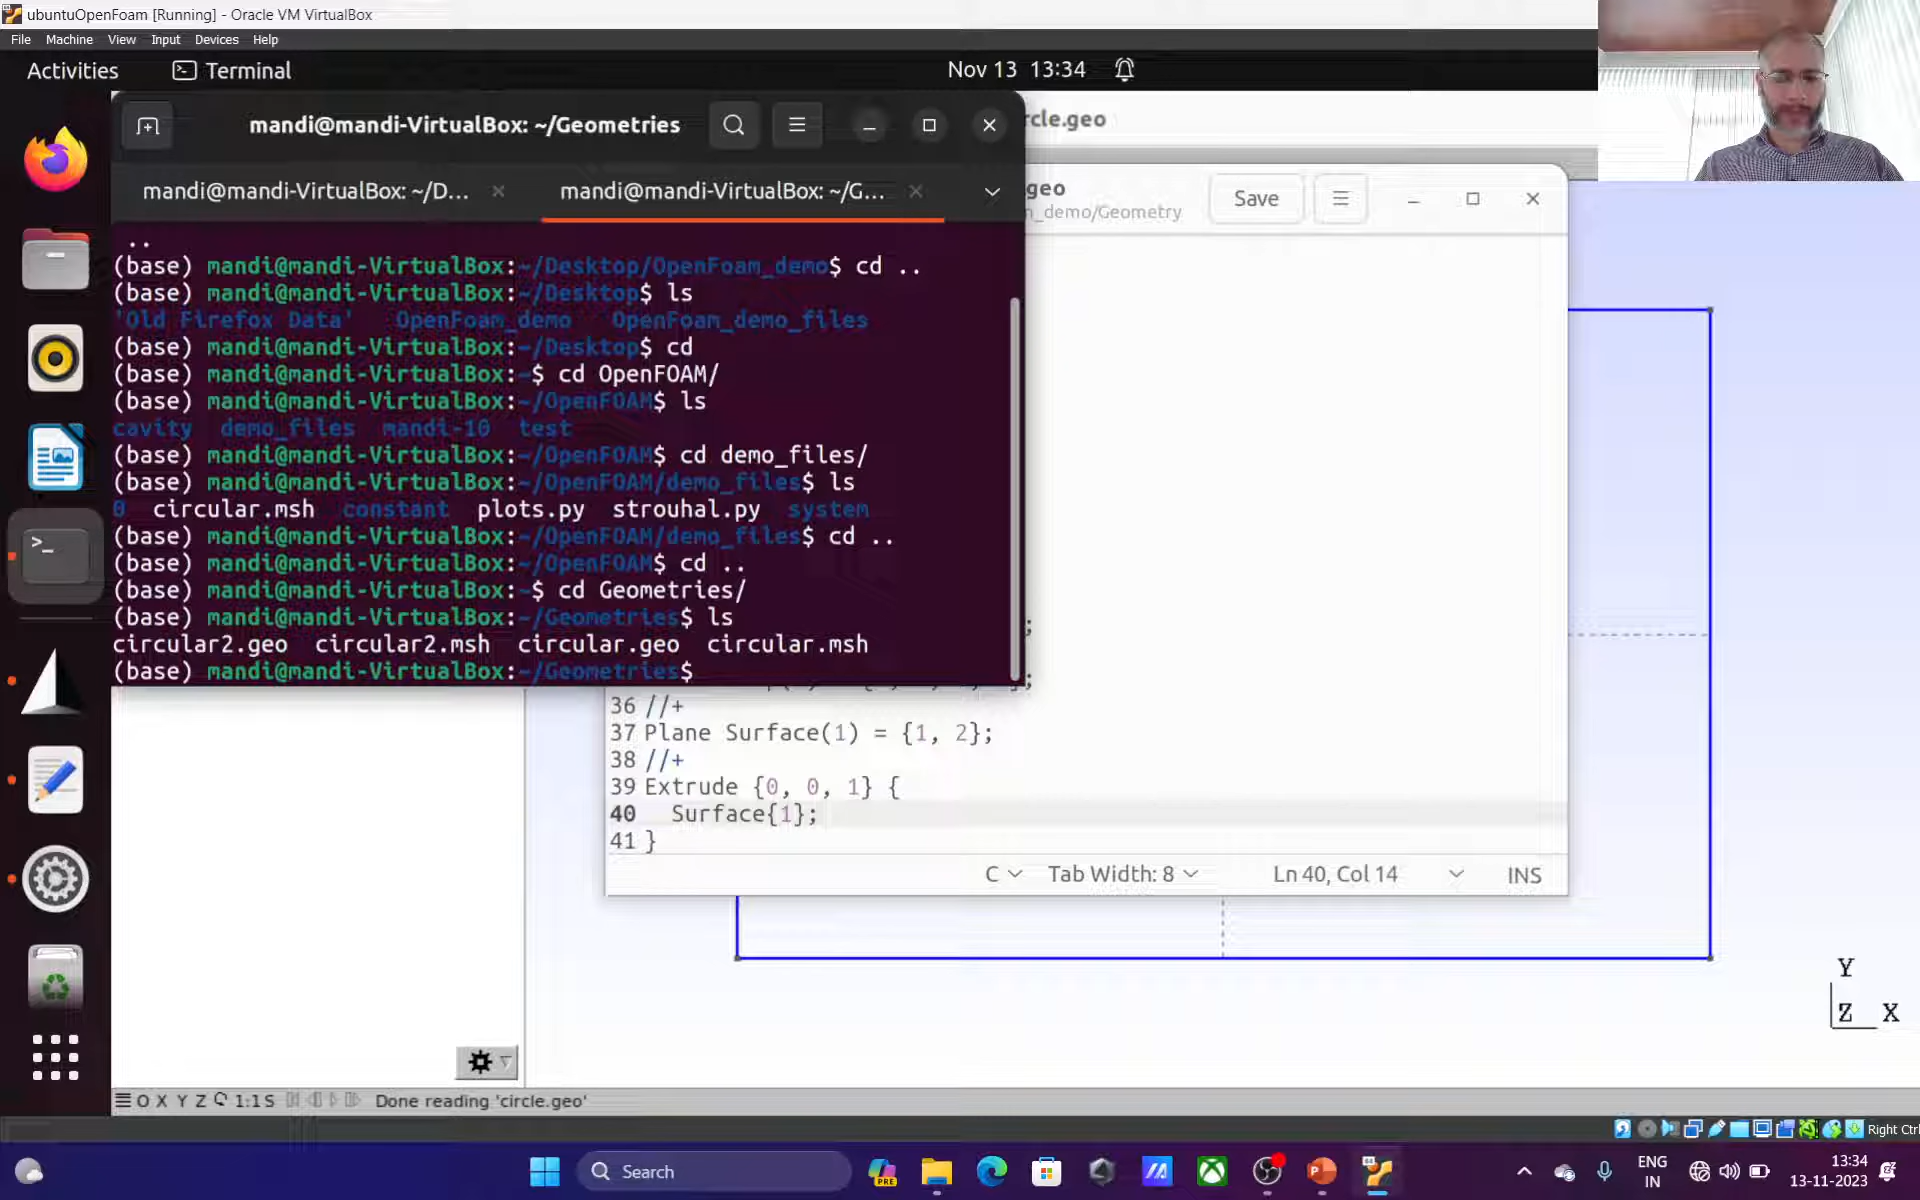 ubuntuOpenFoam [Running] - Oracle VM VirtualBox
File Machine View Input Devices Help
Activities Terminal Nov 13 13:34
mandi@mandi-VirtualBox: ~/Geometries
rcle.geo
mandi@mandi-VirtualBox: ~/D... mandi@mandi-VirtualBox: ~/G...
geo
n_demo/Geometry
Save
..
(base) mandi@mandi-VirtualBox:~/Desktop/OpenFoam_demo$ cd ..
(base) mandi@mandi-VirtualBox:~/Desktop$ ls
'Old Firefox Data' OpenFoam_demo OpenFoam_demo_files
(base) mandi@mandi-VirtualBox:~/Desktop$ cd
(base) mandi@mandi-VirtualBox:~$ cd OpenFOAM/
(base) mandi@mandi-VirtualBox:~/OpenFOAM$ ls
cavity demo_files mandi-10 test
(base) mandi@mandi-VirtualBox:~/OpenFOAM$ cd demo_files/
(base) mandi@mandi-VirtualBox:~/OpenFOAM/demo_files$ ls
0 circular.msh constant plots.py strouhal.py system
(base) mandi@mandi-VirtualBox:~/OpenFOAM/demo_files$ cd ..
(base) mandi@mandi-VirtualBox:~/OpenFOAM$ cd ..
(base) mandi@mandi-VirtualBox:~$ cd Geometries/
(base) mandi@mandi-VirtualBox:~/Geometries$ ls
circular2.geo circular2.msh circular.geo circular.msh
(base) mandi@mandi-VirtualBox:~/Geometries$
36 //+
37 Plane Surface(1) = {1, 2};
38 //+
39 Extrude {0, 0, 1} {
40 Surface{1};
41 }
C Tab Width: 8 Ln 40, Col 14 INS
Y
Z X
O X Y Z 1:1 S Done reading 'circle.geo'
Right Ctrl
Search
PRE
ENG
IN
13:34
13-11-2023